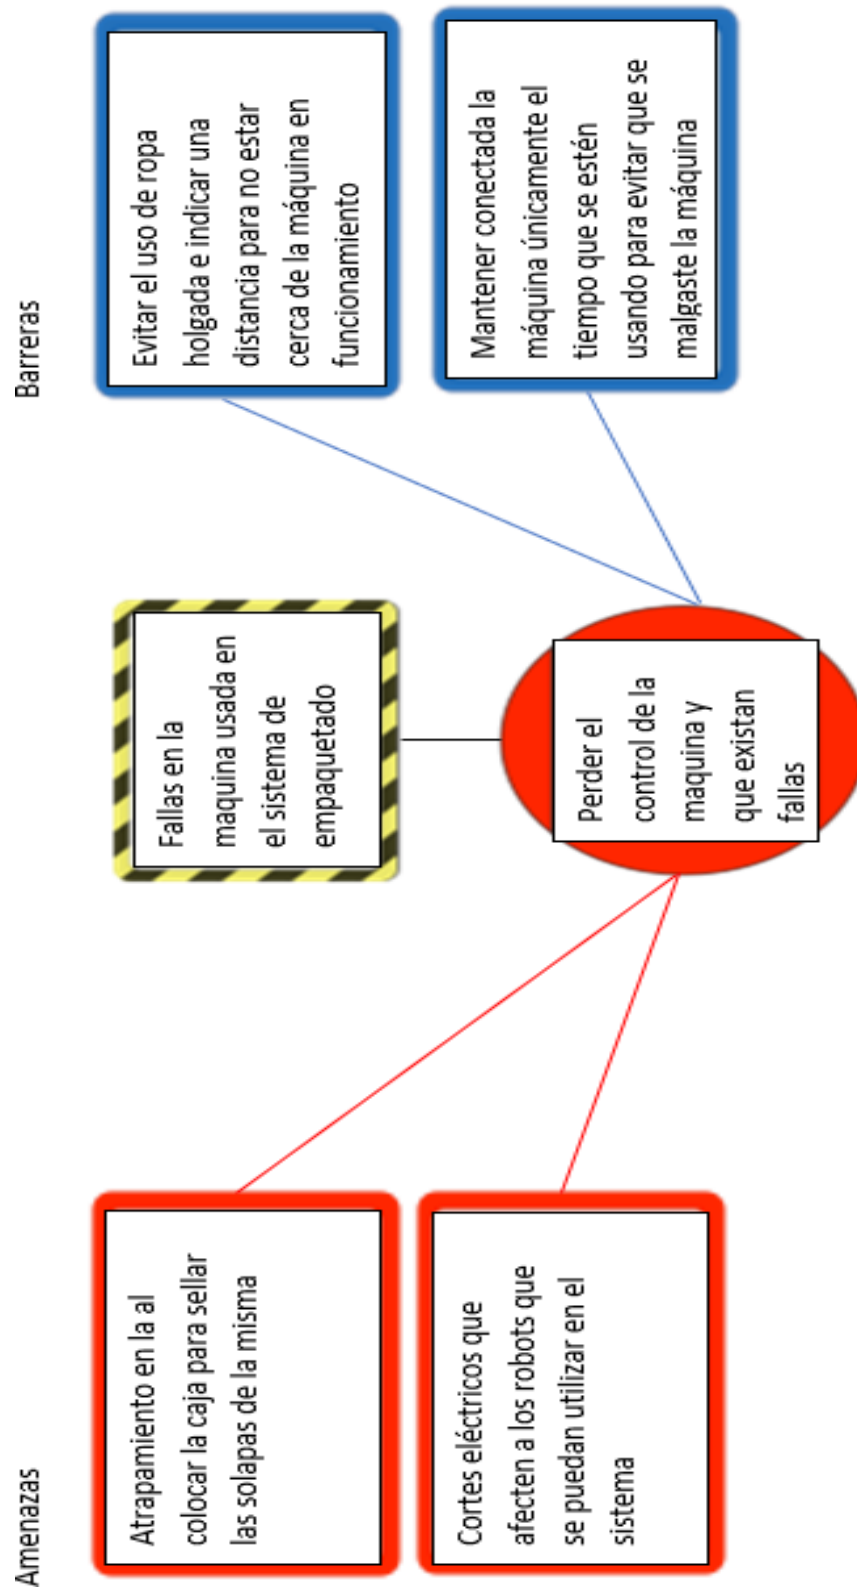 Amenazas
Barreras
Atrapamiento en la al
colocar la caja para sellar
las solapas de la misma
Cortes eléctricos que
afecten a los robots que
se puedan utilizar en el
sistema
Fallas en la
maquina usada en
el sistema de
empaquetado
Perder el
control de la
maquina y
que existan
fallas
Evitar el uso de ropa
holgada e indicar una
distancia para no estar
cerca de la máquina en
funcionamiento
Mantener conectada la
máquina únicamente el
tiempo que se estén
usando para evitar que se
malgaste la máquina